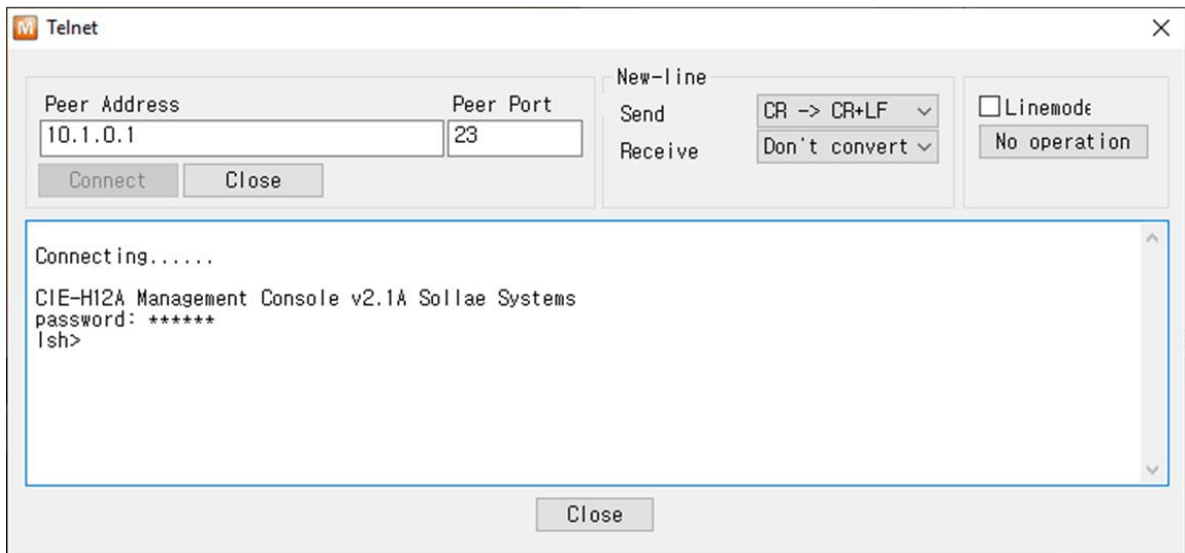 M Telnet
Peer Address
Peer Port
10.1.0.1
23
Connect
Close
New-line
Send
CR -> CR+LF
Receive
Don't convert
Linemode
No operation
Connecting......
CIE-H12A Management Console v2.1A Sollae Systems
password: ******
lsh>
Close